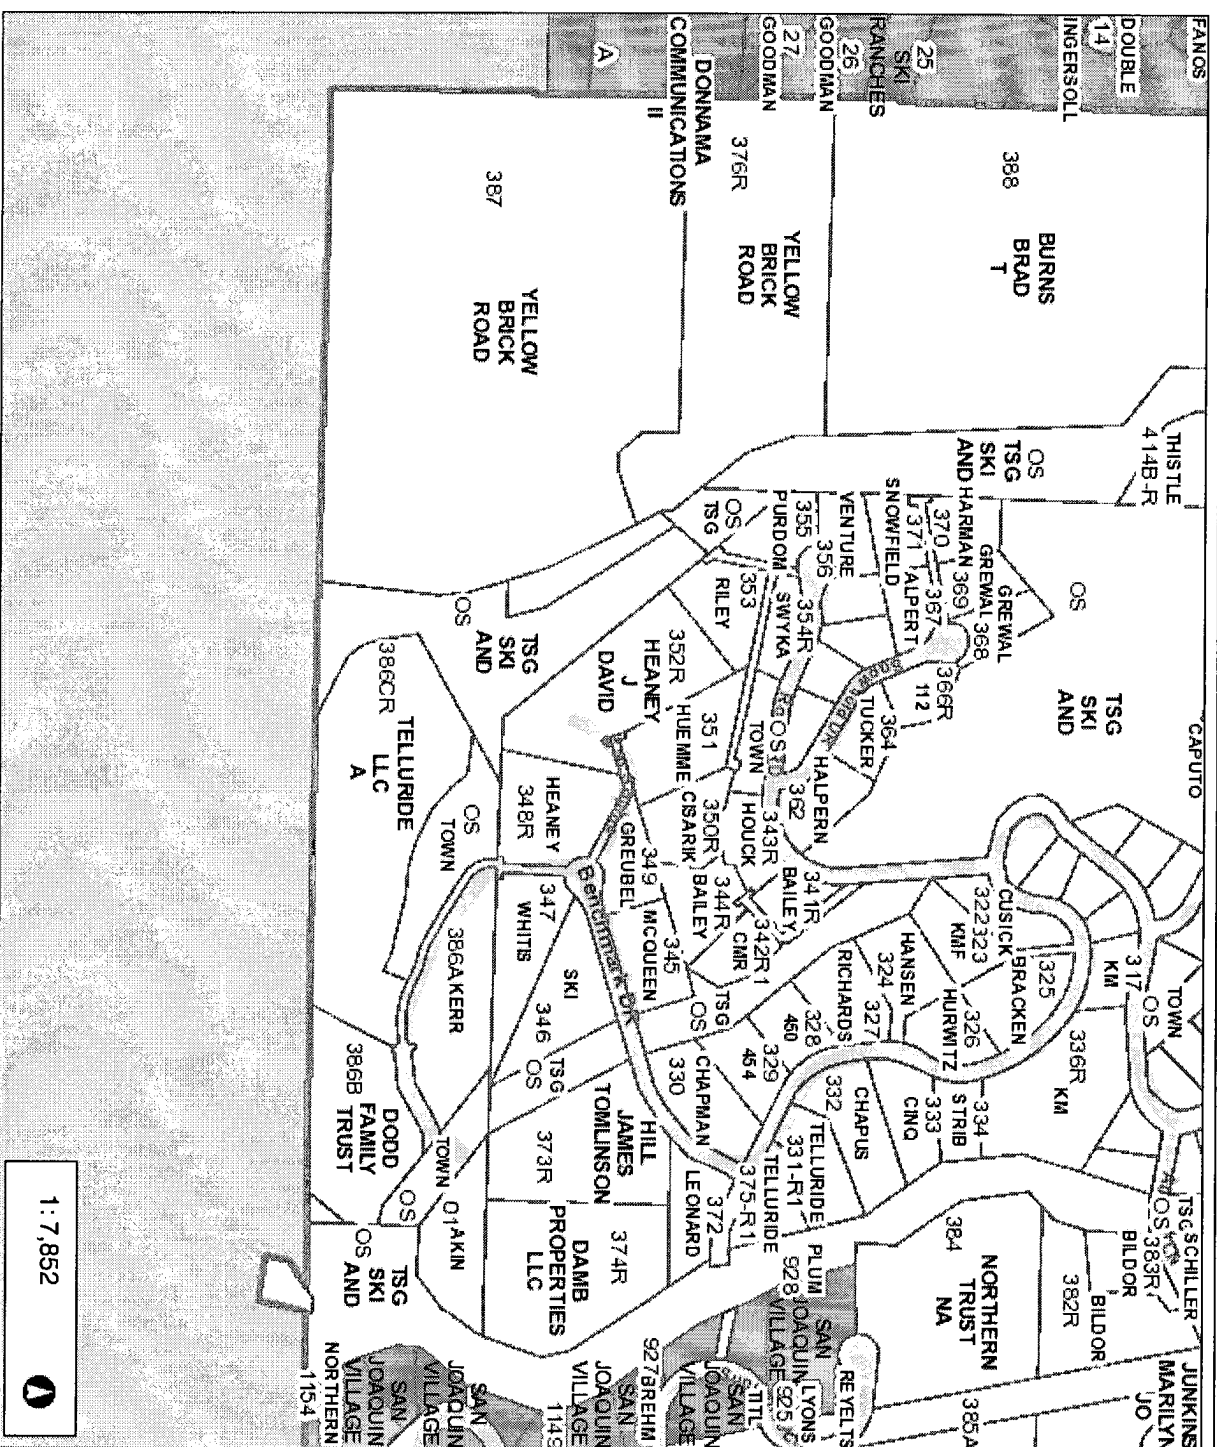 FANOS
DOUBLE
14
INGERSOLL
25
SKI
RANCHES
26
GOODMAN
27
GOODMAN
A
DONNAMA
COMMUNICATIONS
II
388
BURNS
BRAD
T
376R
YELLOW
BRICK
ROAD
387
YELLOW
BRICK
ROAD
THISTLE
414B-R
OS
TSG
SKI
AND
OS
GREWAL
368
GREWAL
369
HARMAN
370
367
371
ALPERT
SNOWFIELD
VENTURE
356
355
PURDOM
354R
SWYKA
OS
TSG
353
RILEY
366R
112
364
TUCKER
TSG
SKI
AND
CAPUTO
352R
HEANEY
J
DAVID
351
HUEMME
TOWN
362
HALPERN
OS
TSG
SKI
AND
386CR
TELLURIDE
LLC
A
OS
TOWN
HEANEY
348R
GREUBEL
349
CISARIK
350R
HOUCK
343R
BAILEY
341R
BAILEY
344R
342R1
CMR
MCQUEEN
345
Benchmark DR
347
WHITIS
SKI
346
386A
KERR
CUSICK
322
323
KMF
BRACKEN
325
HANSEN
324
HURWITZ
326
RICHARDS
327
328
450
329
454
TSG
OS
TOWN
317
OS
KM
336R
KM
334
STRIB
333
CINQ
CHAPUS
332
TELLURIDE
331-R1
TELLURIDE
375-R1
CHAPMAN
330
TSG
OS
HILL
JAMES
TOMLINSON
373R
LEONARD
372
386B
DODD
FAMILY
TRUST
TOWN
01
AKIN
OS
OS
TSG
SKI
AND
374R
DAMB
PROPERTIES
LLC
TSG
OS
SCHILLER
383R
BILDOR
BILDOR
382R
384
NORTHERN
TRUST
NA
PLUM
928
SAN
JOAQUIN
VILLAGE
JUNKINS
MARILYN
JO
385A
REYELTS
LYONS
925
TITL
SAN
JOAQUIN
VILLAGE
927
BREHM
SAN
JOAQUIN
VILLAGE
1149
SAN
JOAQUIN
VILLAGE
SAN
JOAQUIN
VILLAGE
NORTHERN
1154
1:7,852